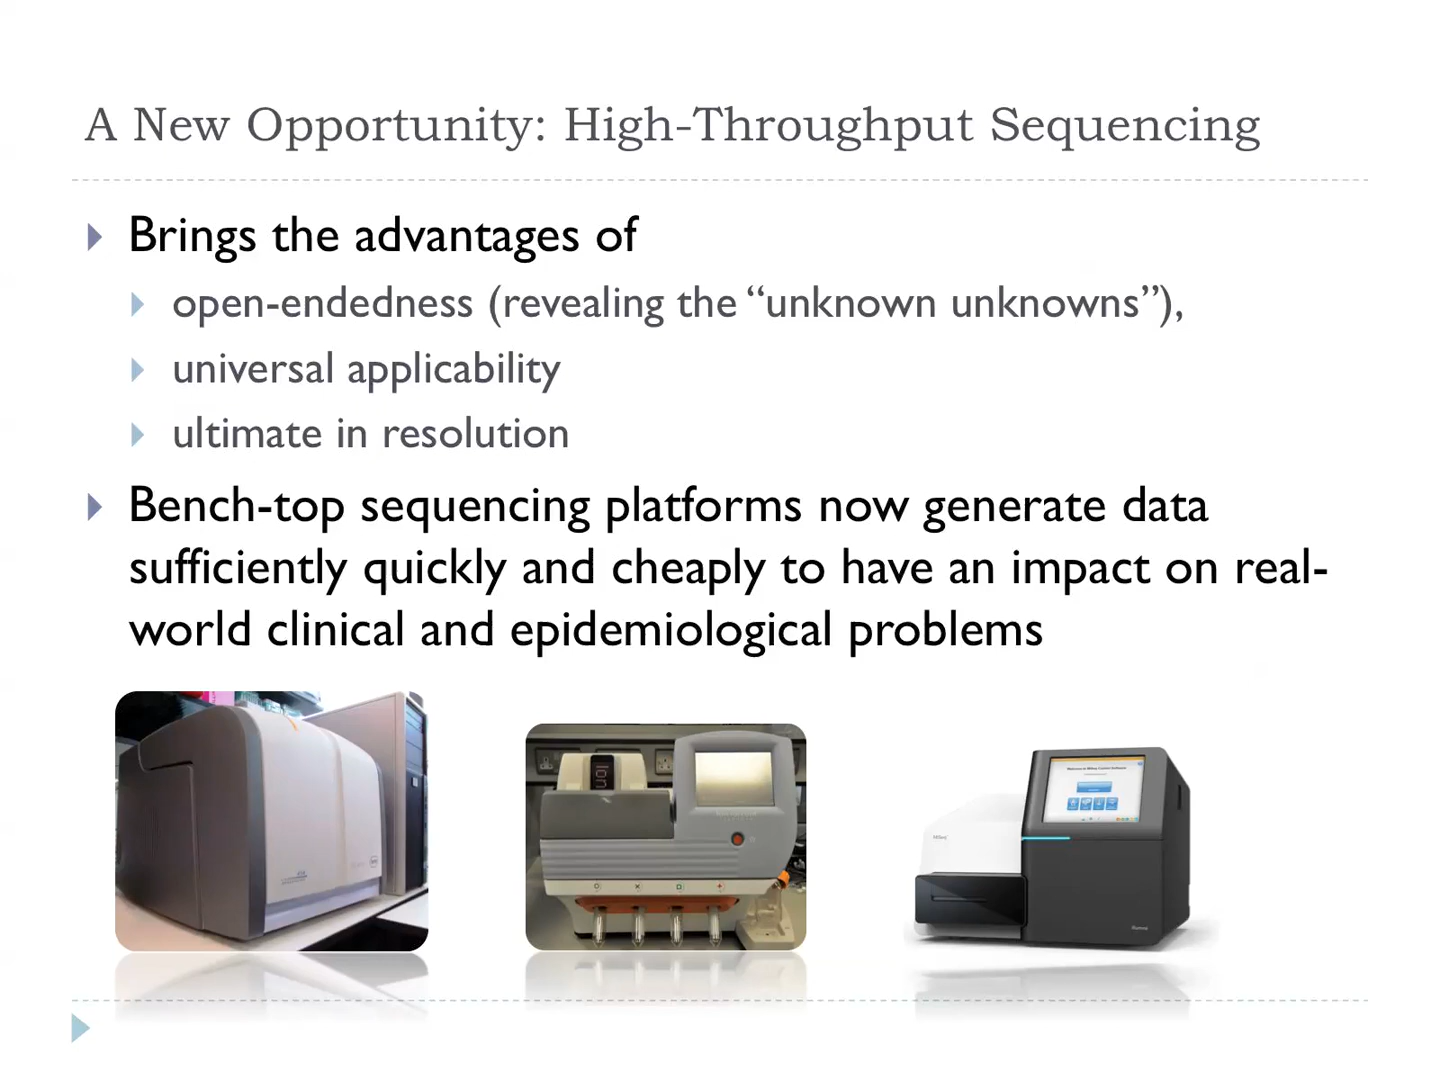 A New Opportunity: High-Throughput Sequencing
Brings the advantages of
open-endedness (revealing the “unknown unknowns”),
universal applicability
ultimate in resolution
Bench-top sequencing platforms now generate data
sufficiently quickly and cheaply to have an impact on real-
world clinical and epidemiological problems